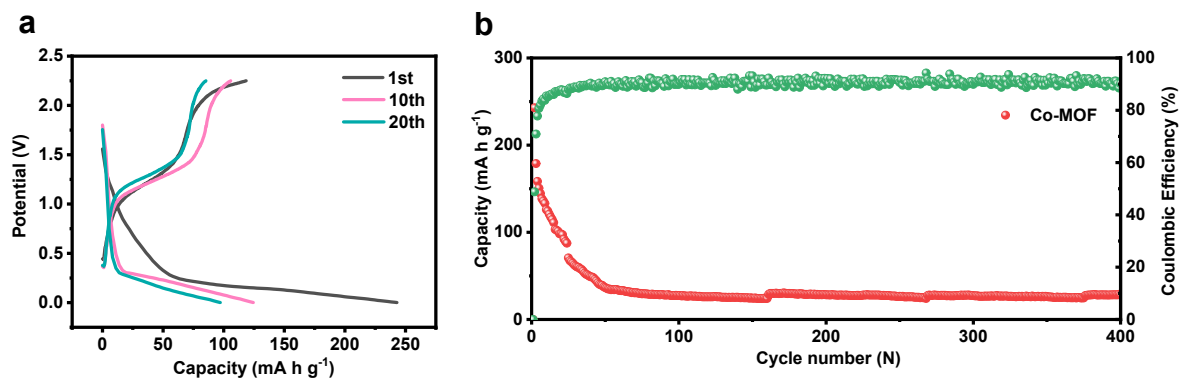 a
2.5
2.0
1.5
1.0
0.5
0.0
Potential (V)
1st
10th
20th
0 50 100 150 200 250
Capacity (mA h g⁻¹)
b
300
200
100
0
Capacity (mA h g⁻¹)
Co-MOF
100
80
60
40
20
0
Coulombic Efficiency (%)
0 100 200 300 400
Cycle number (N)